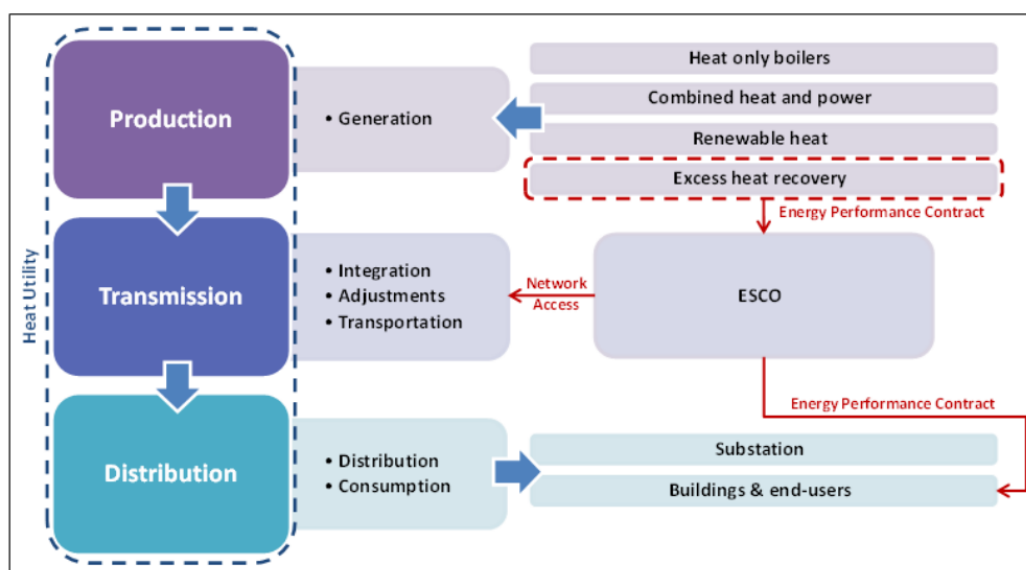 Heat Utility
Production
• Generation
Heat only boilers
Combined heat and power
Renewable heat
Excess heat recovery
Energy Performance Contract
Transmission
• Integration
• Adjustments
• Transportation
Network
Access
ESCO
Energy Performance Contract
Distribution
• Distribution
• Consumption
Substation
Buildings & end-users